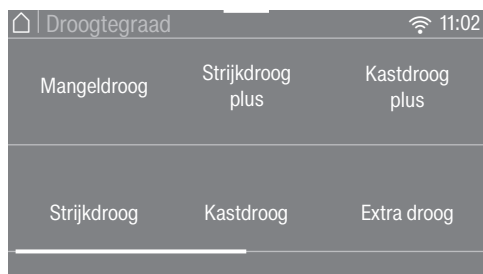 Droogtegraad 11:02
Mangeldroog
Strijkdroog
plus
Kastdroog
plus
Strijkdroog
Kastdroog
Extra droog